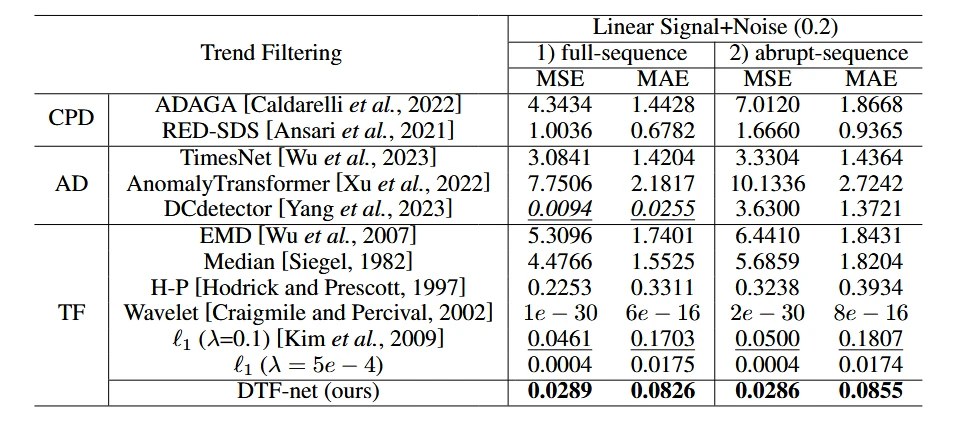 Trend Filtering Linear Signal+Noise (0.2)
1) full-sequence 2) abrupt-sequence
MSE MAE MSE MAE
CPD ADAGA [Caldarelli et al., 2022] 4.3434 1.4428 7.0120 1.8668
RED-SDS [Ansari et al., 2021] 1.0036 0.6782 1.6660 0.9365
AD TimesNet [Wu et al., 2023] 3.0841 1.4204 3.3304 1.4364
AnomalyTransformer [Xu et al., 2022] 7.7506 2.1817 10.1336 2.7242
DCdetector [Yang et al., 2023] 0.0094 0.0255 3.6300 1.3721
TF EMD [Wu et al., 2007] 5.3096 1.7401 6.4410 1.8431
Median [Siegel, 1982] 4.4766 1.5525 5.6859 1.8204
H-P [Hodrick and Prescott, 1997] 0.2253 0.3311 0.3238 0.3934
Wavelet [Craigmile and Percival, 2002] 1e − 30 6e − 16 2e − 30 8e − 16
ℓ1 (λ=0.1) [Kim et al., 2009] 0.0461 0.1703 0.0500 0.1807
ℓ1 (λ = 5e − 4) 0.0004 0.0175 0.0004 0.0174
DTF-net (ours) 0.0289 0.0826 0.0286 0.0855